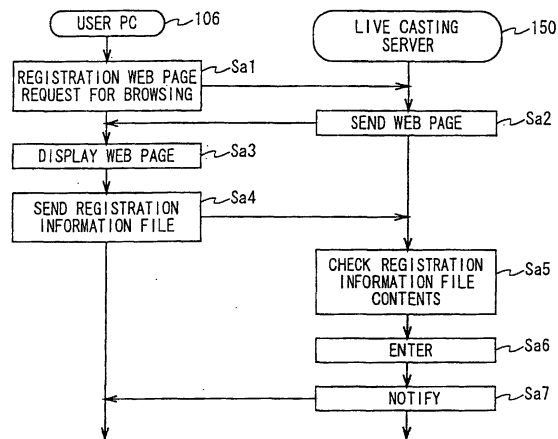 USER PC
106
LIVE CASTING
SERVER
150
REGISTRATION WEB PAGE
REQUEST FOR BROWSING
Sa1
SEND WEB PAGE
Sa2
DISPLAY WEB PAGE
Sa3
SEND REGISTRATION
INFORMATION FILE
Sa4
CHECK REGISTRATION
INFORMATION FILE
CONTENTS
Sa5
ENTER
Sa6
NOTIFY
Sa7